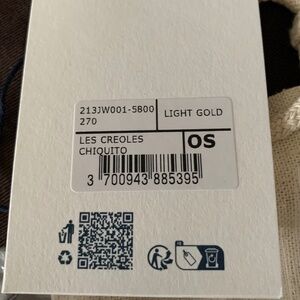 213JW001-5B00
270
LIGHT GOLD
LES CREOLES
CHIQUITO
OS
3 700943 885395